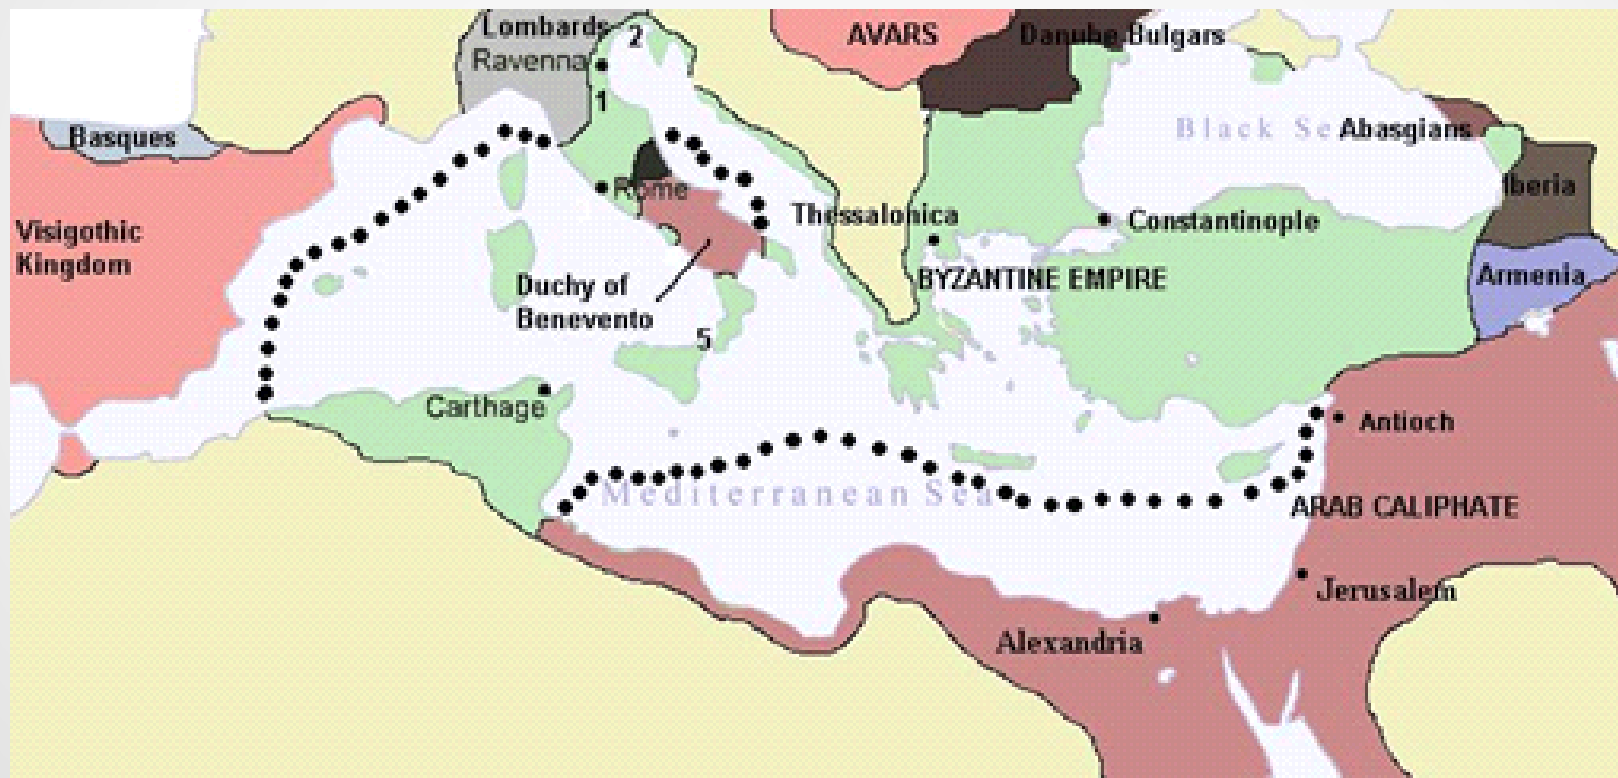 Lombards
2
AVARS
Danube Bulgars
Ravenna
1
Basques
Black Se
Abasgians
Rome
Iberia
Visigothic
Kingdom
Thessalonica
Constantinople
Armenia
BYZANTINE EMPIRE
Duchy of
Benevento
5
Carthage
Antioch
Mediterranean Sea
ARAB CALIPHATE
Jerusalem
Alexandria